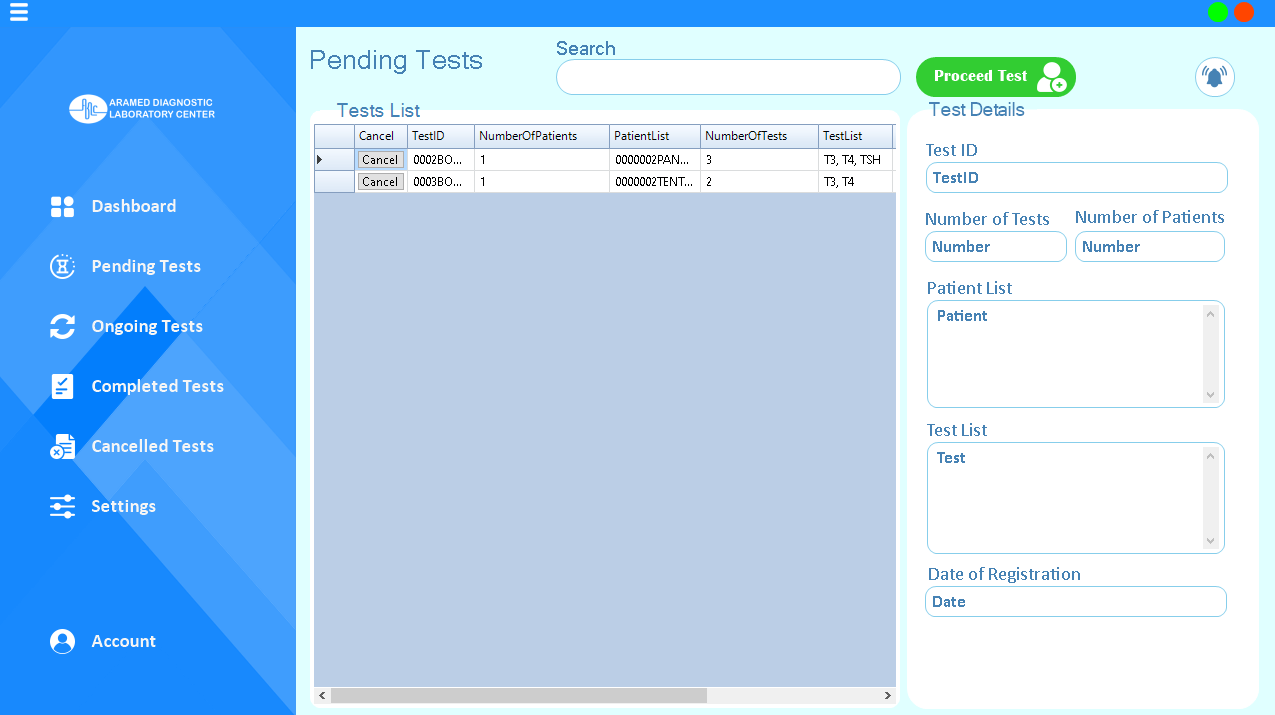 ARAMED DIAGNOSTIC
LABORATORY CENTER
Dashboard
Pending Tests
Ongoing Tests
Completed Tests
Cancelled Tests
Settings
Account
Pending Tests
Search
Proceed Test
Tests List
Cancel TestID NumberOfPatients PatientList NumberOfTests TestList
Cancel 0002BO... 1 0000002PAN... 3 T3, T4, TSH
Cancel 0003BO... 1 0000002TENT... 2 T3, T4
Test Details
Test ID
TestID
Number of Tests Number of Patients
Number Number
Patient List
Patient
Test List
Test
Date of Registration
Date